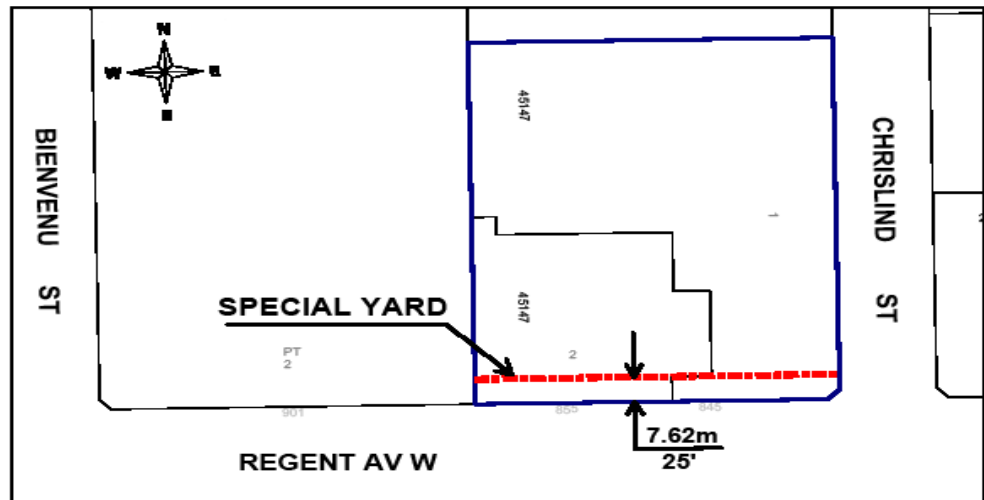 N
W E
S
BIENVENU ST
CHRISLIND ST
45147
1
45147
SPECIAL YARD
PT
2
2
901
855
845
7.62m
25'
REGENT AV W